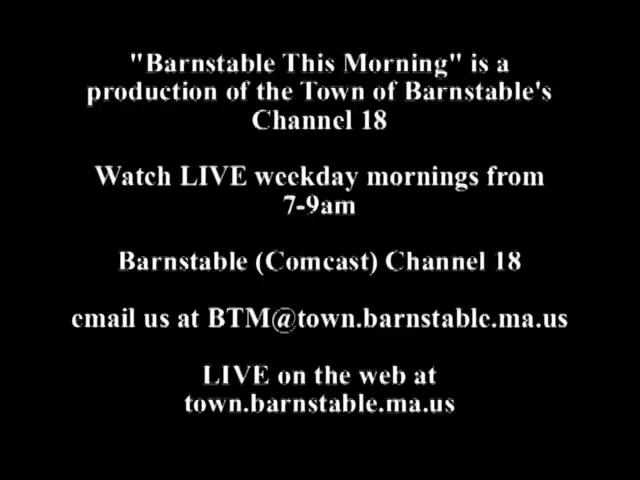 "Barnstable This Morning" is a
production of the Town of Barnstable's
Channel 18
Watch LIVE weekday mornings from
7-9am
Barnstable (Comcast) Channel 18
email us at BTM@town.barnstable.ma.us
LIVE on the web at
town.barnstable.ma.us